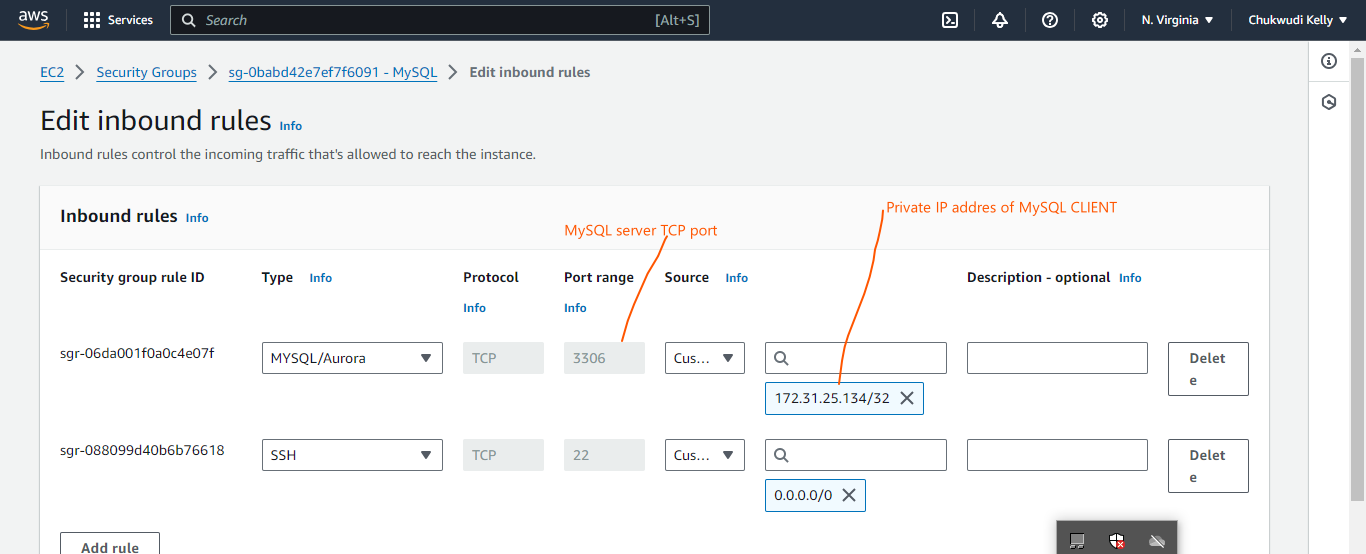 aws
Services
Search
[Alt+S]
N. Virginia
Chukwudi Kelly
EC2
Security Groups
sg-0babd42e7ef7f6091 - MySQL
Edit inbound rules
Edit inbound rules Info
Inbound rules control the incoming traffic that's allowed to reach the instance.
Inbound rules Info
Private IP addres of MySQL CLIENT
MySQL server TCP port
Security group rule ID
Type Info
Protocol Info
Port range Info
Source Info
Description - optional Info
sgr-06da001f0a0c4e07f
MYSQL/Aurora
TCP
3306
Cus...
172.31.25.134/32
Delet
e
sgr-088099d40b6b76618
SSH
TCP
22
Cus...
0.0.0.0/0
Delet
e
Add rule